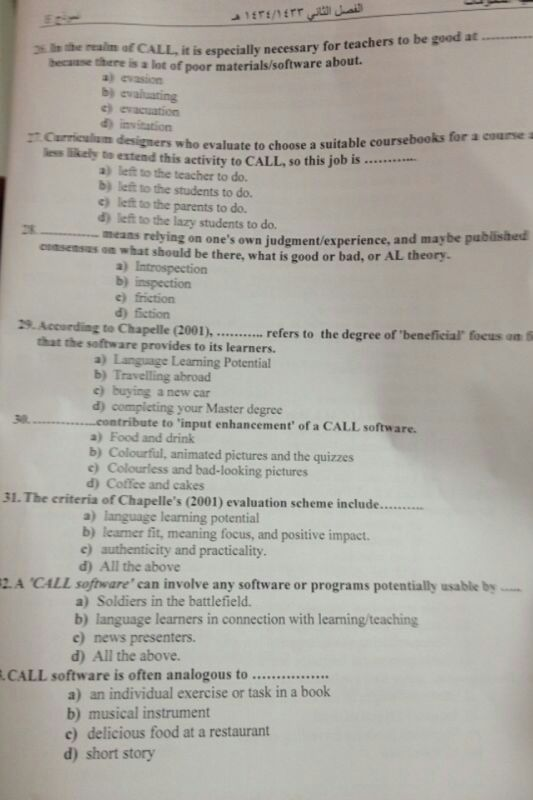 الفصل الثاني ١٤٣٤/١٤٣٣ هـ
نموذج E
26. In the realm of CALL, it is especially necessary for teachers to be good at ............
because there is a lot of poor materials/software about.
a) evasion
b) evaluating
c) evacuation
d) invitation
27. Curriculum designers who evaluate to choose a suitable coursebooks for a course a
less likely to extend this activity to CALL, so this job is ............
a) left to the teacher to do.
b) left to the students to do.
c) left to the parents to do.
d) left to the lazy students to do.
28. .............. means relying on one's own judgment/experience, and maybe published
consensus on what should be there, what is good or bad, or AL theory.
a) Introspection
b) inspection
c) friction
d) fiction
29. According to Chapelle (2001), ........... refers to the degree of 'beneficial' focus on f
that the software provides to its learners.
a) Language Learning Potential
b) Travelling abroad
c) buying a new car
d) completing your Master degree
30. ...............contribute to 'input enhancement' of a CALL software.
a) Food and drink
b) Colourful, animated pictures and the quizzes
c) Colourless and bad-looking pictures
d) Coffee and cakes
31. The criteria of Chapelle's (2001) evaluation scheme include..........
a) language learning potential
b) learner fit, meaning focus, and positive impact.
c) authenticity and practicality.
d) All the above
32. A 'CALL software' can involve any software or programs potentially usable by .....
a) Soldiers in the battlefield.
b) language learners in connection with learning/teaching
c) news presenters.
d) All the above.
. CALL software is often analogous to .................
a) an individual exercise or task in a book
b) musical instrument
c) delicious food at a restaurant
d) short story